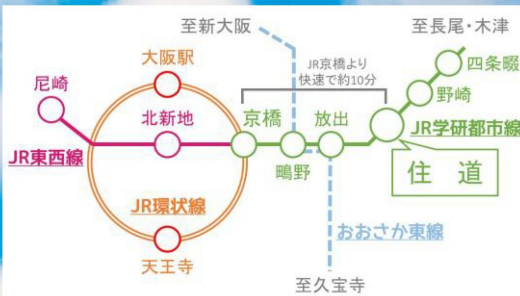 至新大阪
至長尾・木津
大阪駅
JR京橋より
快速で約10分
四条畷
尼崎
野崎
北新地
京橋
放出
JR学研都市線
JR東西線
鴫野
住 道
JR環状線
おおさか東線
天王寺
至久宝寺